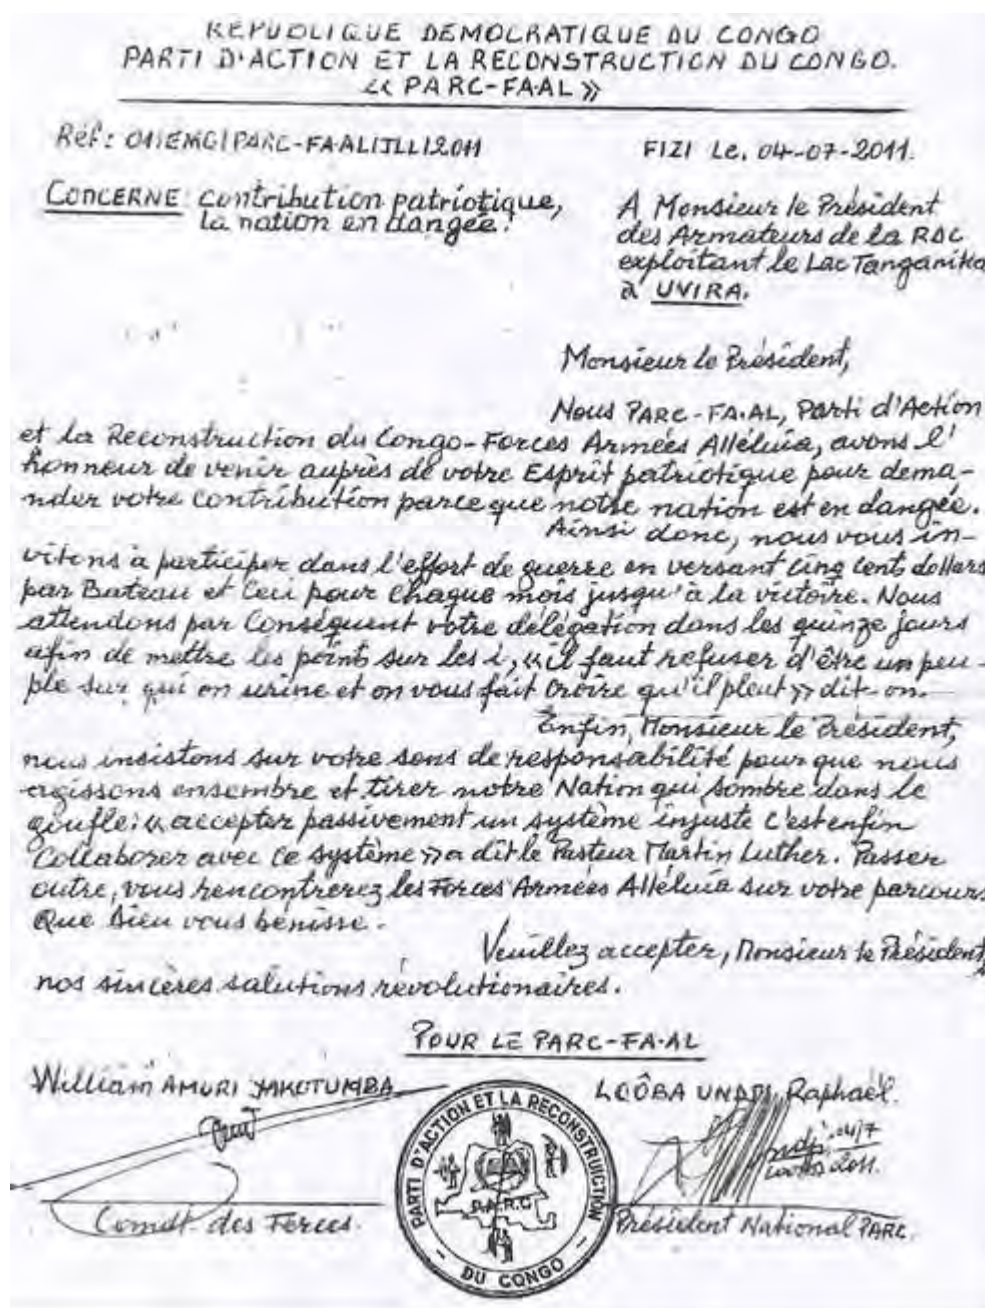 REPUBLIQUE DEMOCRATIQUE DU CONGO
PARTI D'ACTION ET LA RECONSTRUCTION DU CONGO.
« PARC-FAAL »
Réf: 011EMG/PARC-FA-AL/JLL/2011
FIZI Le, 04-07-2011.
CONCERNE: contribution patriotique,
la nation en dangée.
A Monsieur le Président
des Armateurs de la RDC
exploitant le Lac Tanganika
à UVIRA.
Monsieur le Président,
Nous PARC-FA.AL, Parti d'Action
et la Reconstruction du Congo-Forces Armées Alléluia, avons l'
honneur de venir auprès de votre Esprit patriotique pour dema-
nder votre contribution parce que notre nation est en dangée.
Ainsi donc, nous vous in-
vitons à participer dans l'effort de guerre en versant cinq cents dollars
par Bateau et Ceci pour chaque mois jusqu'à la victoire. Nous
attendons par Conséquent votre délégation dans les quinze jours
afin de mettre les points sur les i, «il faut refuser d'être un peu-
ple sur qui on urine et on vous fait croire qu'il pleut» dit-on.
Enfin, Monsieur le Président,
nous insistons sur votre sens de responsabilité pour que nous
agissons ensembre et tirer notre Nation qui sombre dans le
goufle: «accepter passivement un système injuste c'est enfin
Collaborer avec ce système» a dit le Pasteur Martin Luther. Passer
outre, vous rencontrerez les Forces Armées Alléluia sur votre parcours
Que Dieu vous bénisse.
Veuillez accepter, Monsieur le Président,
nos sincères salutions révolutionaires.
POUR LE PARC-FA-AL
William AMURI YAKOTUMBA
LCÔBA UNADI Raphaël.
04/7
2011.
Comdt des Forces.
Président National PARC.
PARTI D'ACTION ET LA RECONSTRUICTION
P.A.R.C
DU CONGO